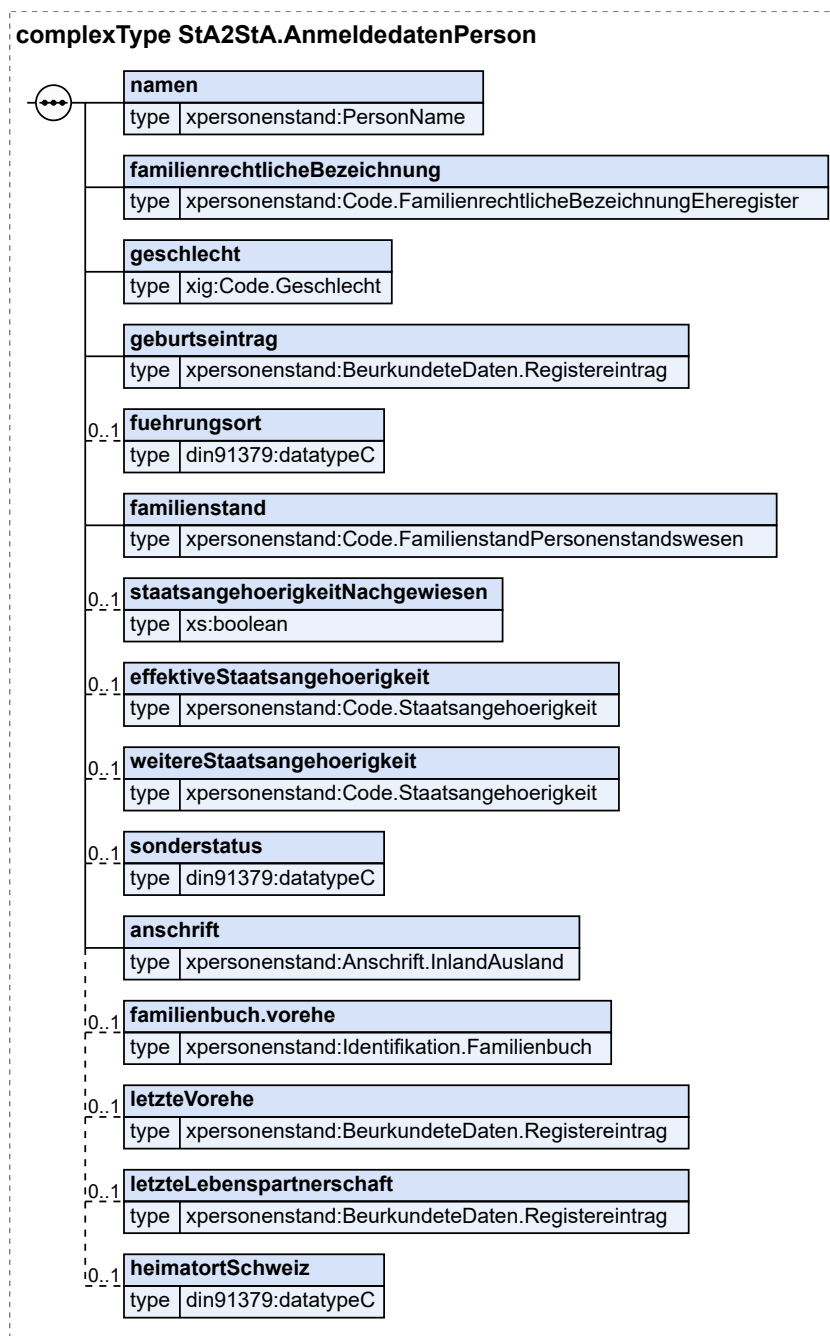 complexType StA2StA.AnmeldedatenPerson
namen
type xpersonenstand:PersonName
familienrechtlicheBezeichnung
type xpersonenstand:Code.FamilienrechtlicheBezeichnungEheregister
geschlecht
type xig:Code.Geschlecht
geburtseintrag
type xpersonenstand:BeurkundeteDaten.Registereintrag
0..1 fuehrungsort
type din91379:datatypeC
familienstand
type xpersonenstand:Code.FamilienstandPersonenstandswesen
0..1 staatsangehoerigkeitNachgewiesen
type xs:boolean
0..1 effektiveStaatsangehoerigkeit
type xpersonenstand:Code.Staatsangehoerigkeit
0..1 weitereStaatsangehoerigkeit
type xpersonenstand:Code.Staatsangehoerigkeit
0..1 sonderstatus
type din91379:datatypeC
anschrift
type xpersonenstand:Anschrift.InlandAusland
0..1 familienbuch.vorehe
type xpersonenstand:Identifikation.Familienbuch
0..1 letzteVorehe
type xpersonenstand:BeurkundeteDaten.Registereintrag
0..1 letzteLebenspartnerschaft
type xpersonenstand:BeurkundeteDaten.Registereintrag
0..1 heimatortSchweiz
type din91379:datatypeC